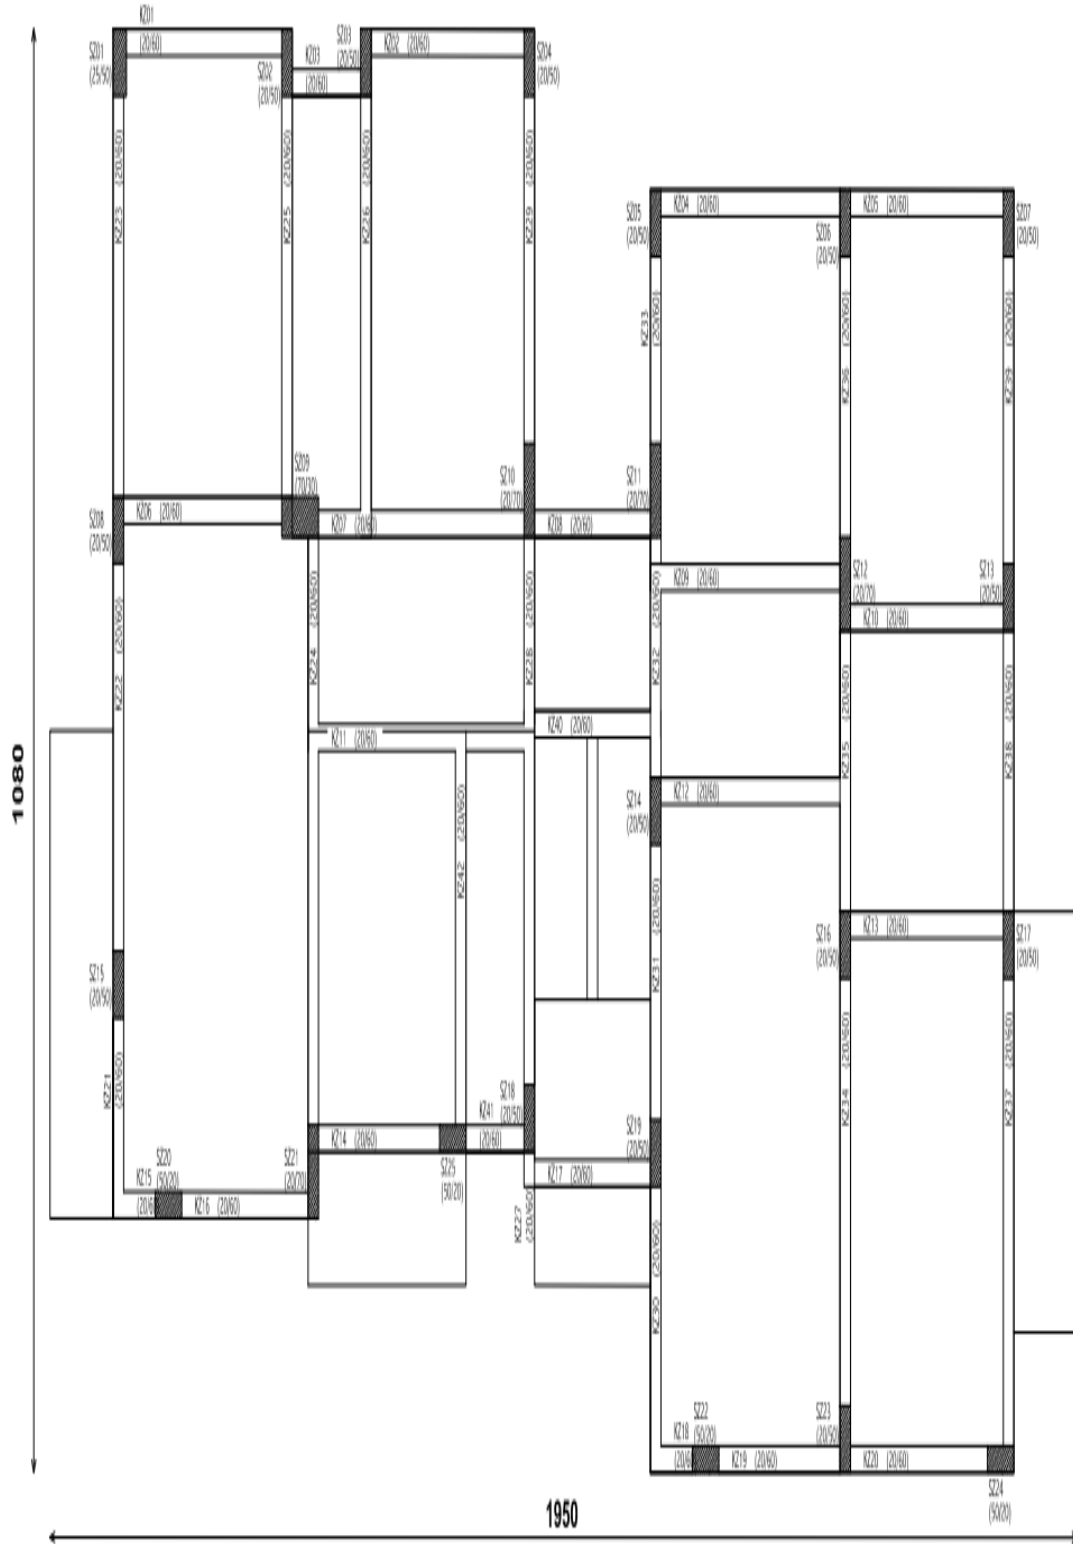 KZ01
(20/60)
SZ01
(25/50)
SZ02
(20/50)
KZ03
(20/60)
SZ03
(20/50)
KZ02 (20/60)
SZ04
(20/50)
KZ23 (20/60)
KZ25 (20/60)
KZ26 (20/60)
KZ29 (20/60)
SZ05
(20/50)
KZ04 (20/60)
SZ06
(20/50)
KZ05 (20/60)
SZ07
(20/50)
KZ33 (20/60)
KZ36 (20/60)
KZ39 (20/60)
SZ08
(20/50)
KZ06 (20/60)
SZ09
(70/30)
KZ07 (20/60)
SZ10
(20/70)
KZ08 (20/60)
SZ11
(20/70)
KZ09 (20/60)
SZ12
(20/70)
SZ13
(20/50)
KZ10 (20/60)
KZ22 (20/60)
KZ24 (20/60)
KZ28 (20/60)
KZ32 (20/60)
KZ35 (20/60)
KZ38 (20/60)
KZ11 (20/60)
KZ40 (20/60)
1080
SZ14
(20/50)
KZ12 (20/60)
KZ42 (20/60)
KZ31 (20/60)
SZ16
(20/50)
KZ13 (20/60)
SZ17
(20/50)
SZ15
(20/50)
KZ21 (20/60)
KZ34 (20/60)
KZ37 (20/60)
KZ14 (20/60)
KZ41
(20/60)
SZ18
(20/50)
SZ25
(50/20)
SZ19
(20/50)
KZ17 (20/60)
KZ15
(20/6
SZ20
(50/20)
KZ16 (20/60)
SZ21
(20/70)
KZ27 (20/60)
KZ30 (20/60)
KZ18
(20/6
SZ22
(50/20)
KZ19 (20/60)
SZ23
(20/50)
KZ20 (20/60)
SZ24
(50/20)
1950